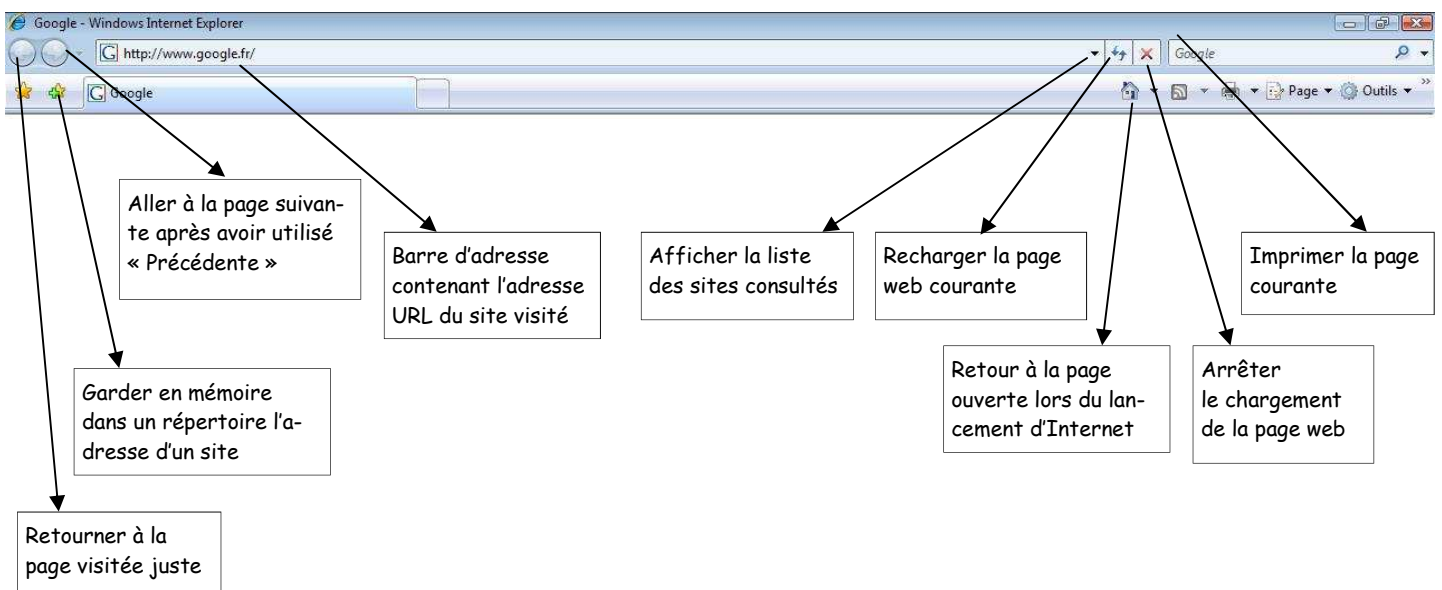 Google - Windows Internet Explorer
http://www.google.fr/
Google
Google
Page
Outils
Aller à la page suivan-
te après avoir utilisé
« Précédente »
Barre d'adresse
contenant l'adresse
URL du site visité
Afficher la liste
des sites consultés
Recharger la page
web courante
Imprimer la page
courante
Garder en mémoire
dans un répertoire l'a-
dresse d'un site
Retour à la page
ouverte lors du lan-
cement d'Internet
Arrêter
le chargement
de la page web
Retourner à la
page visitée juste